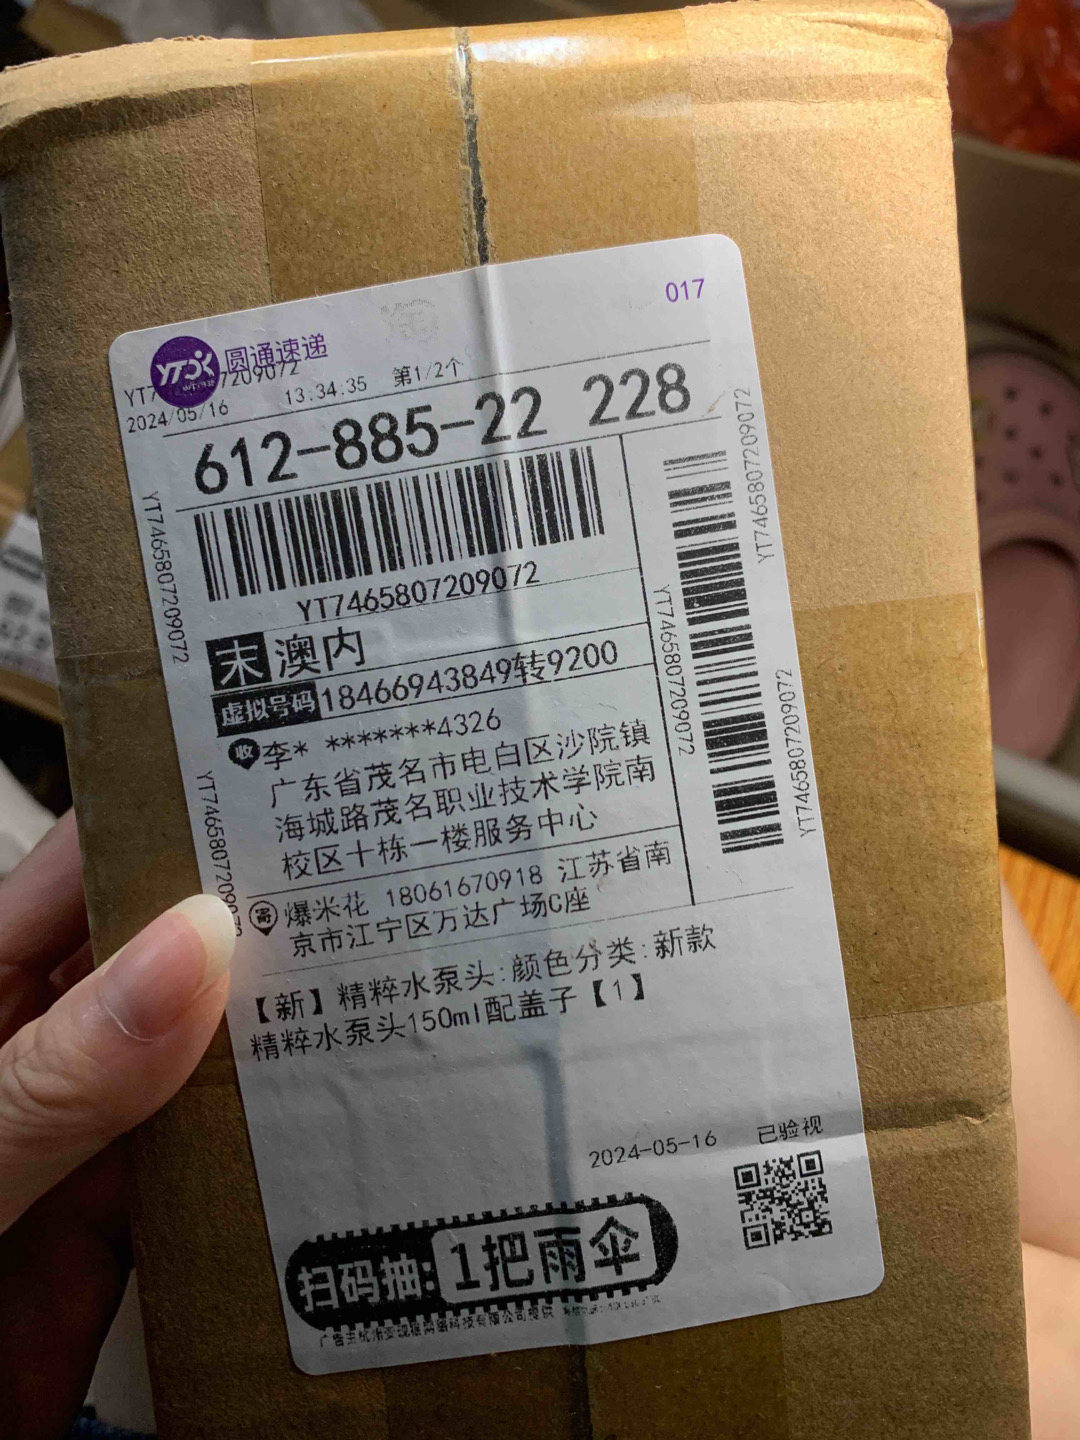 017
YTO
圆通速递
2024/05/16 13:34:35 第1/2个
612-885-22 228
YT7465807209072
YT7465807209072
YT7465807209072
YT7465807209072
YT7465807209072
末 澳内
虚拟号码 18466943849转9200
收 李* *******4326
广东省茂名市电白区沙院镇
海城路茂名职业技术学院南
校区十栋一楼服务中心
寄 爆米花 18061670918 江苏省南
京市江宁区万达广场C座
【新】精粹水泵头:颜色分类:新款
精粹水泵头150ml配盖子【1】
2024-05-16 已验视
扫码抽: 1把雨伞